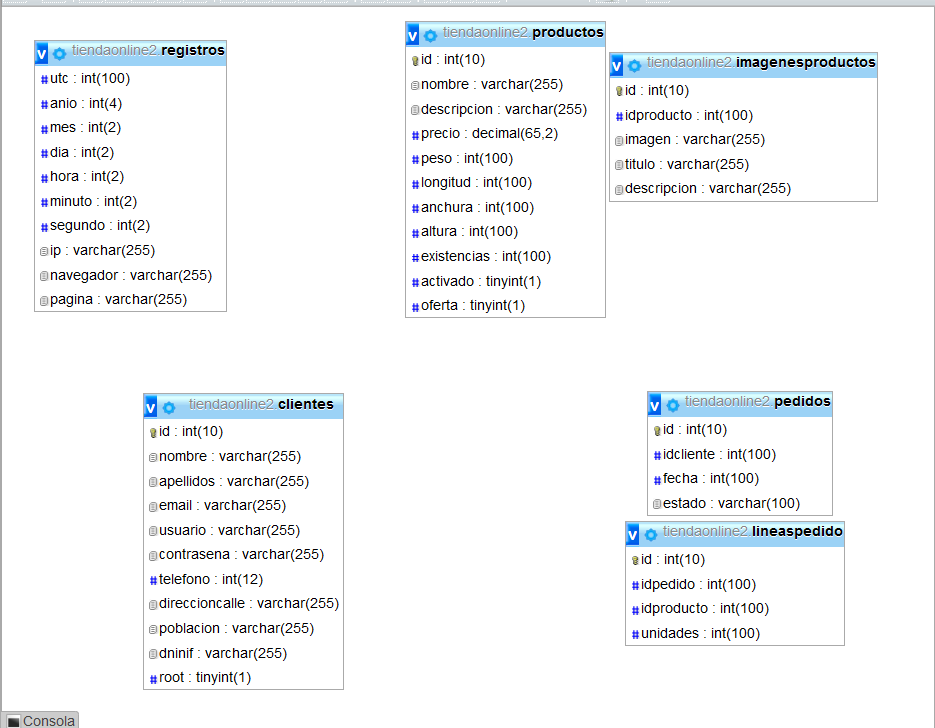 tiendaonline2 registros
utc : int(100)
anio : int(4)
mes : int(2)
dia : int(2)
hora : int(2)
minuto : int(2)
segundo : int(2)
ip : varchar(255)
navegador : varchar(255)
pagina : varchar(255)
tiendaonline2 productos
id : int(10)
nombre : varchar(255)
descripcion : varchar(255)
precio : decimal(65,2)
peso : int(100)
longitud : int(100)
anchura : int(100)
altura : int(100)
existencias : int(100)
activado : tinyint(1)
oferta : tinyint(1)
tiendaonline2 imagenesproductos
id : int(10)
idproducto : int(100)
imagen : varchar(255)
titulo : varchar(255)
descripcion : varchar(255)
tiendaonline2 clientes
id : int(10)
nombre : varchar(255)
apellidos : varchar(255)
email : varchar(255)
usuario : varchar(255)
contrasena : varchar(255)
telefono : int(12)
direccioncalle : varchar(255)
poblacion : varchar(255)
dninif : varchar(255)
root : tinyint(1)
tiendaonline2 pedidos
id : int(10)
idcliente : int(100)
fecha : int(100)
estado : varchar(100)
tiendaonline2 lineaspedido
id : int(10)
idpedido : int(100)
idproducto : int(100)
unidades : int(100)
Consola